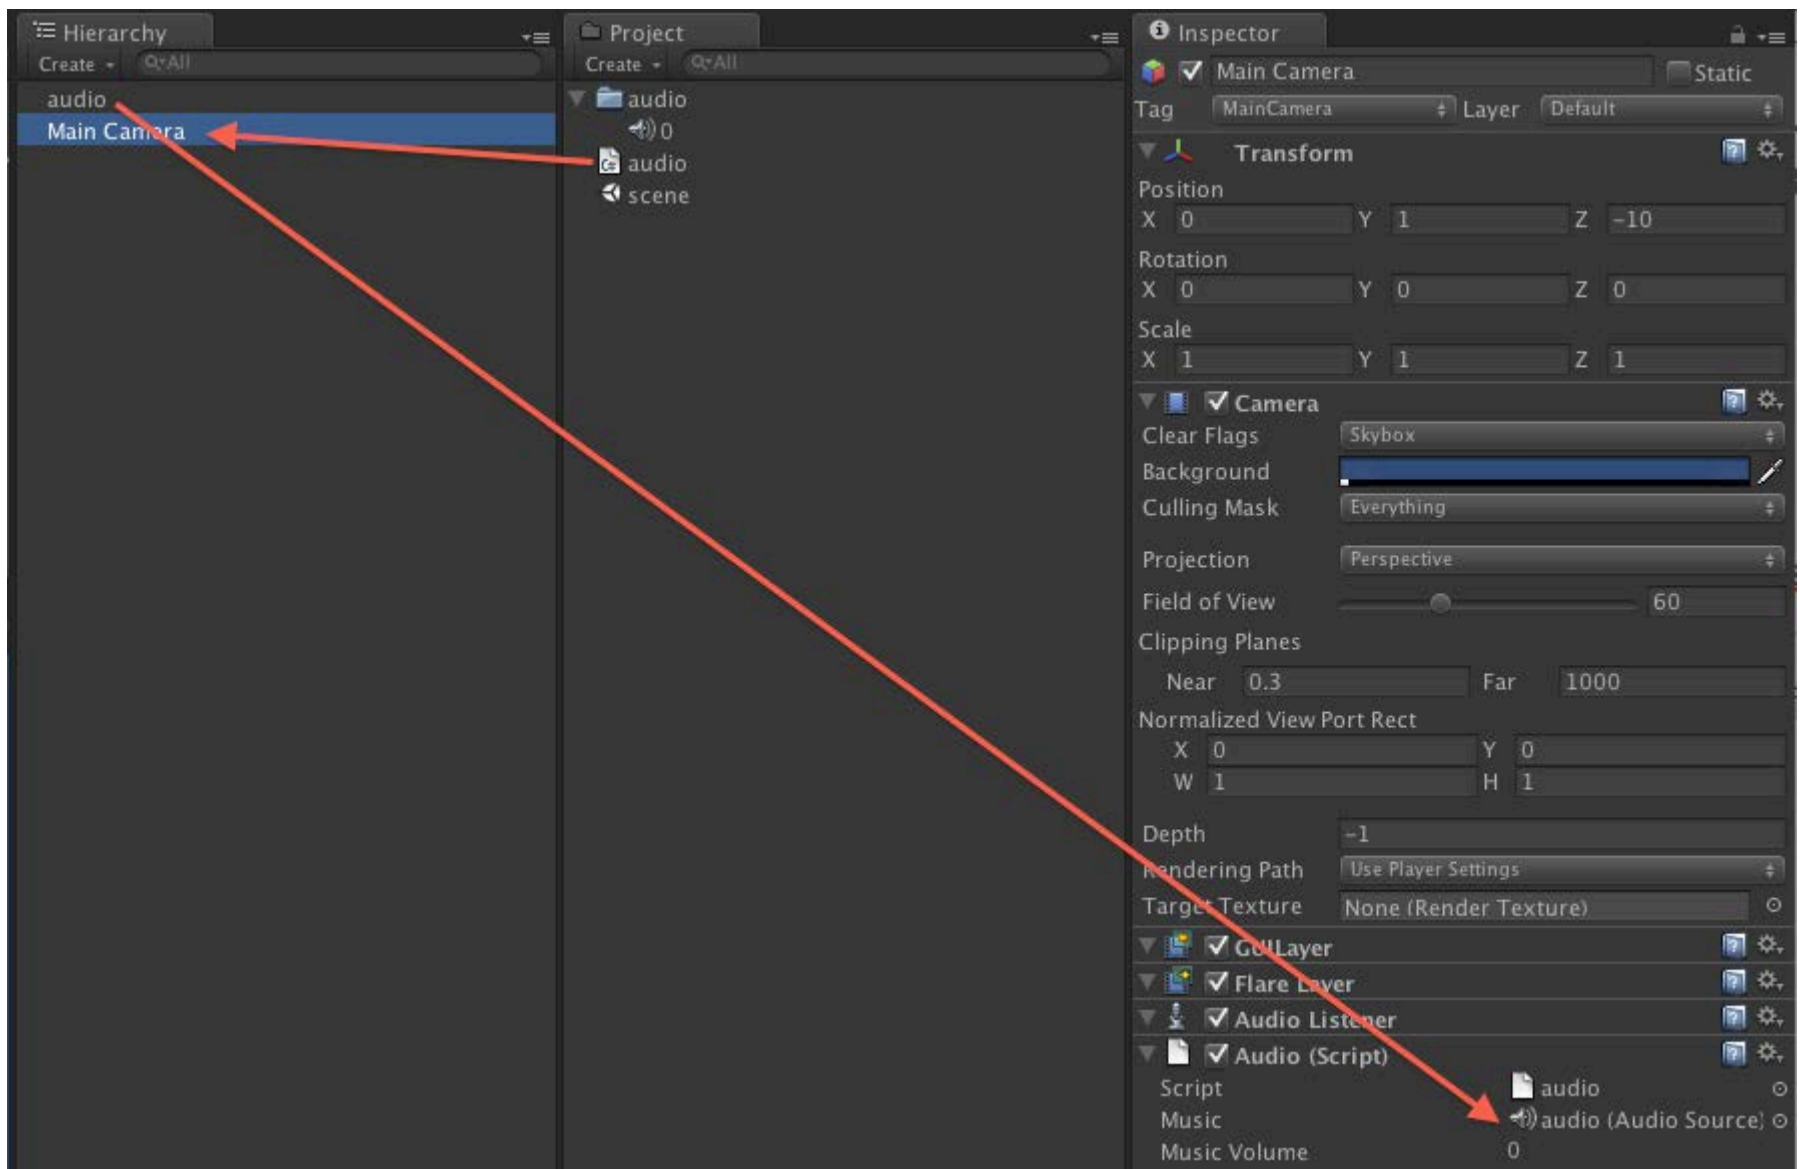 Hierarchy
Create All
audio
Main Camera
Project
Create All
audio
0
C# audio
scene
Inspector
Main Camera Static
Tag MainCamera Layer Default
Transform
Position
X 0 Y 1 Z -10
Rotation
X 0 Y 0 Z 0
Scale
X 1 Y 1 Z 1
Camera
Clear Flags Skybox
Background
Culling Mask Everything
Projection Perspective
Field of View 60
Clipping Planes
Near 0.3 Far 1000
Normalized View Port Rect
X 0 Y 0
W 1 H 1
Depth -1
Rendering Path Use Player Settings
Target Texture None (Render Texture)
GUILayer
Flare Layer
Audio Listener
Audio (Script)
Script audio
Music audio (Audio Source)
Music Volume 0